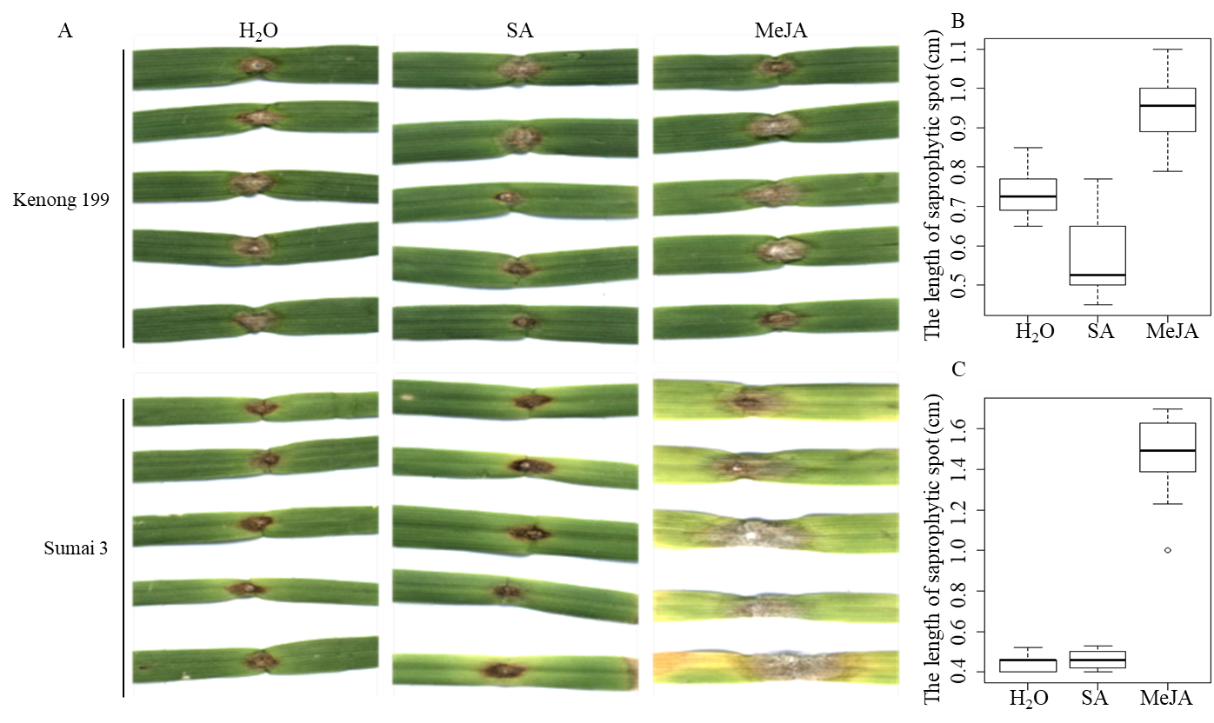 A
H₂O
SA
MeJA
Kenong 199
Sumai 3
B
The length of saprophytic spot (cm)
1.1
1.0
0.9
0.8
0.7
0.6
0.5
H₂O
SA
MeJA
C
The length of saprophytic spot (cm)
1.6
1.4
1.2
1.0
0.8
0.6
0.4
H₂O
SA
MeJA